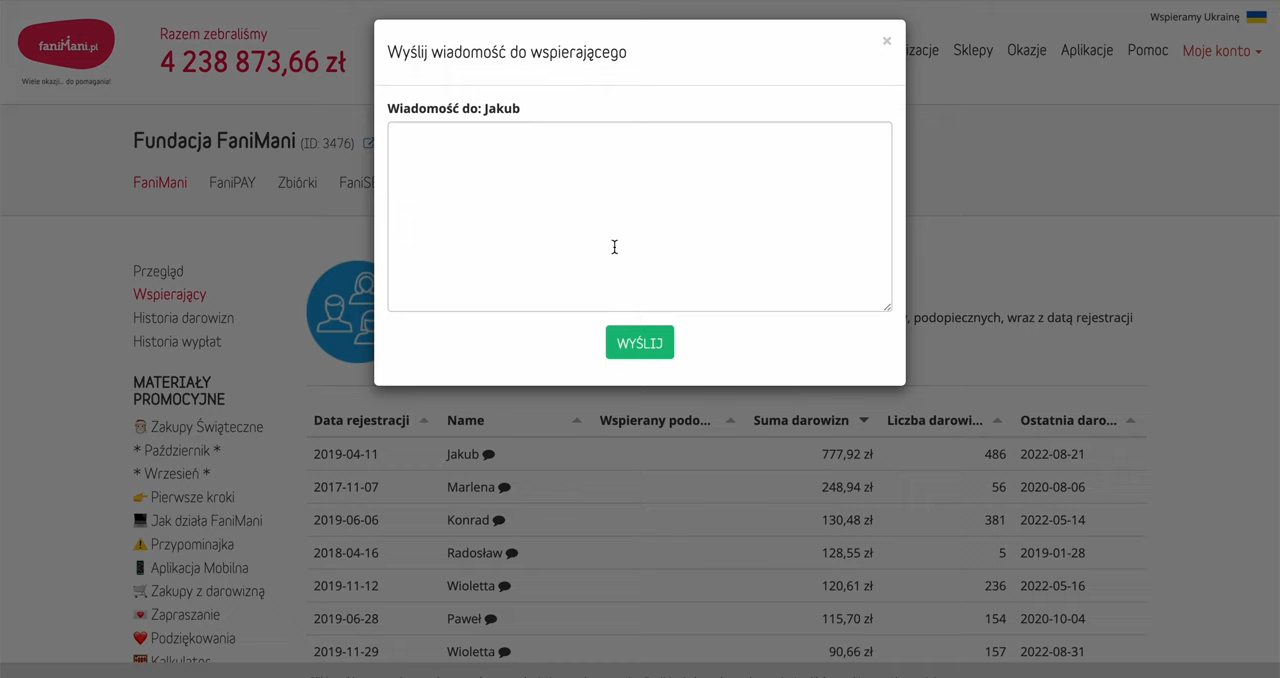 faniMani.pl
Wiele okazji... do pomagania!
Razem zebraliśmy
4 238 873,66 zł
Wspieramy Ukrainę
izacje Sklepy Okazje Aplikacje Pomoc Moje konto
Wyślij wiadomość do wspierającego
×
Wiadomość do: Jakub
WYŚLIJ
Fundacja FaniMani (ID: 3476)
FaniMani FaniPAY Zbiórki FaniSE
Przegląd
Wspierający
Historia darowizn
Historia wypłat
podopiecznych, wraz z datą rejestracji
MATERIAŁY
PROMOCYJNE
Zakupy Świąteczne
* Październik *
* Wrzesień *
Pierwsze kroki
Jak działa FaniMani
Przypominajka
Aplikacja Mobilna
Zakupy z darowizną
Zapraszanie
Podziękowania
Kalkulator
Data rejestracji Name Wspierany podo... Suma darowizn Liczba darowi... Ostatnia daro...
2019-04-11 Jakub 777,92 zł 486 2022-08-21
2017-11-07 Marlena 248,94 zł 56 2020-08-06
2019-06-06 Konrad 130,48 zł 381 2022-05-14
2018-04-16 Radosław 128,55 zł 5 2019-01-28
2019-11-12 Wioletta 120,61 zł 236 2022-05-16
2019-06-28 Paweł 115,70 zł 154 2020-10-04
2019-11-29 Wioletta 90,66 zł 157 2022-08-31